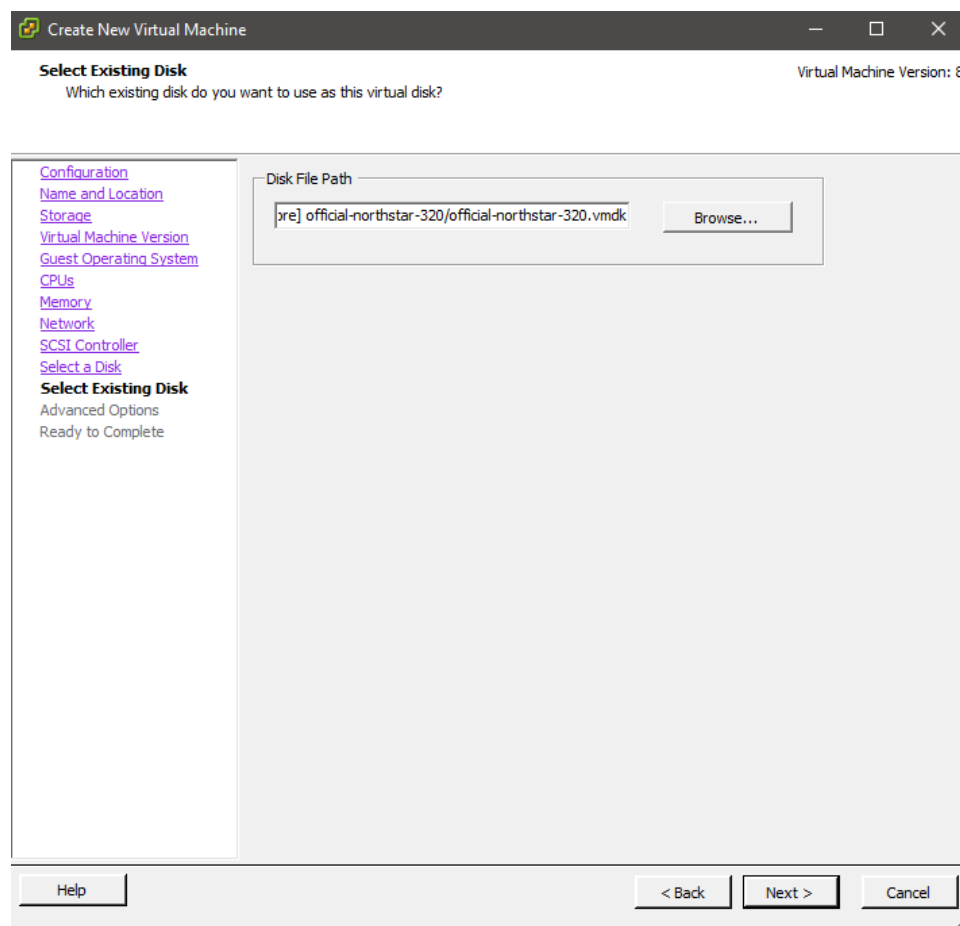 Create New Virtual Machine
Select Existing Disk
Which existing disk do you want to use as this virtual disk?
Virtual Machine Version: 8
Configuration
Name and Location
Storage
Virtual Machine Version
Guest Operating System
CPUs
Memory
Network
SCSI Controller
Select a Disk
Select Existing Disk
Advanced Options
Ready to Complete
Disk File Path
ore] official-northstar-320/official-northstar-320.vmdk
Browse...
Help
< Back
Next >
Cancel